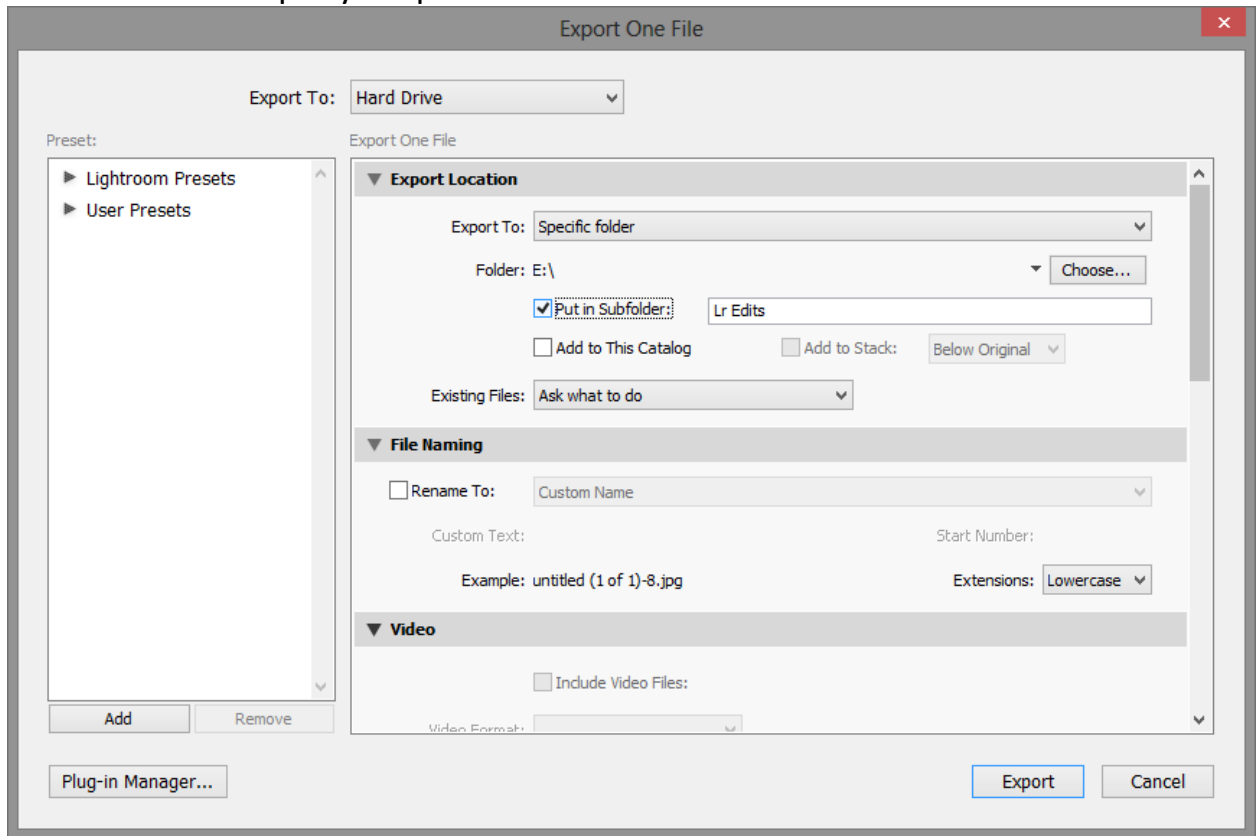 Export One File
Export To: Hard Drive
Preset:
Export One File
Lightroom Presets
User Presets
Export Location
Export To: Specific folder
Folder: E:\ Choose...
Put in Subfolder: Lr Edits
Add to This Catalog Add to Stack: Below Original
Existing Files: Ask what to do
File Naming
Rename To: Custom Name
Custom Text: Start Number:
Example: untitled (1 of 1)-8.jpg Extensions: Lowercase
Video
Include Video Files:
Video Format:
Add Remove
Plug-in Manager... Export Cancel